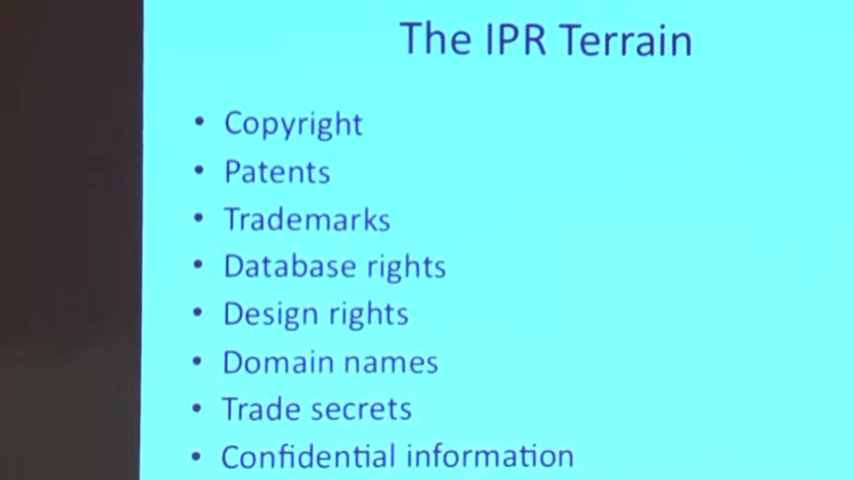 The IPR Terrain
• Copyright
• Patents
• Trademarks
• Database rights
• Design rights
• Domain names
• Trade secrets
• Confidential information